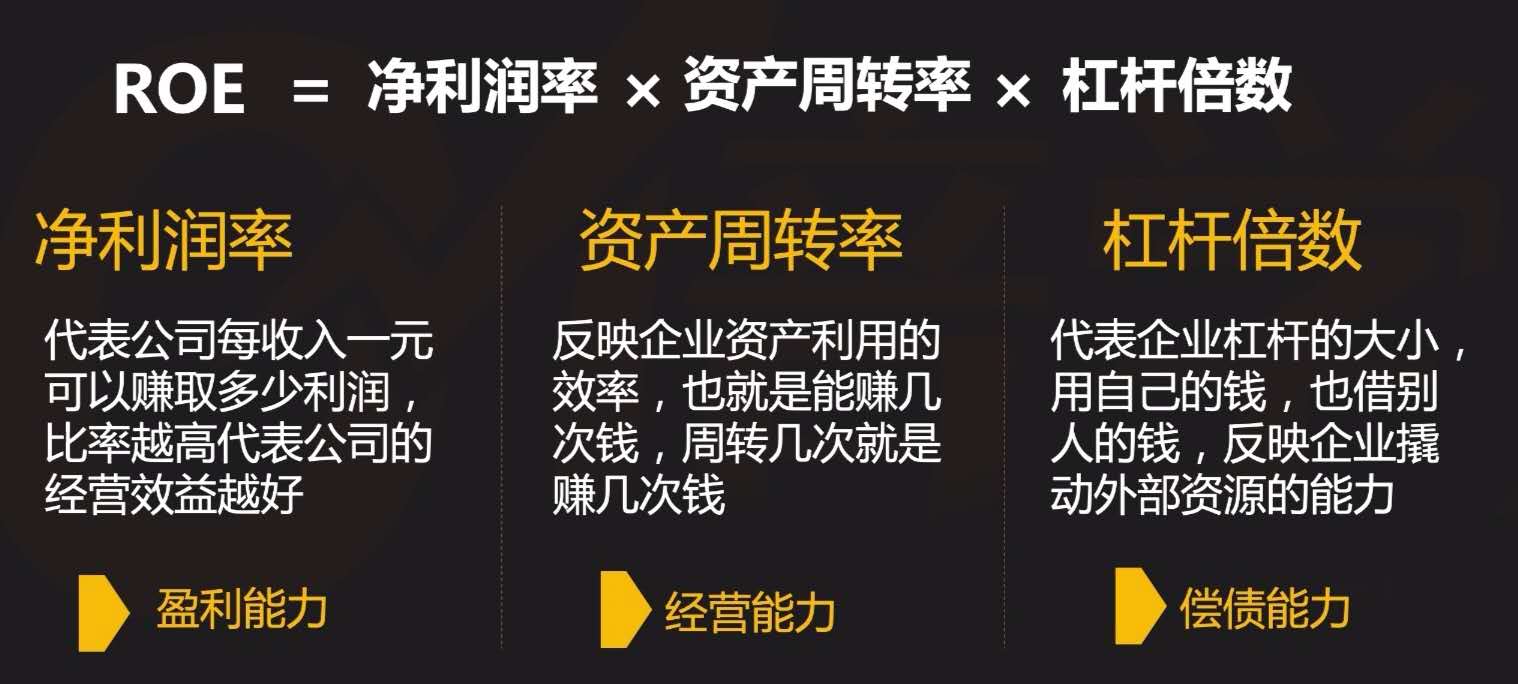 ROE = 净利润率 × 资产周转率 × 杠杆倍数
净利润率
代表公司每收入一元
可以赚取多少利润，
比率越高代表公司的
经营效益越好
盈利能力
资产周转率
反映企业资产利用的
效率，也就是能赚几
次钱，周转几次就是
赚几次钱
经营能力
杠杆倍数
代表企业杠杆的大小，
用自己的钱，也借别
人的钱，反映企业撬
动外部资源的能力
偿债能力